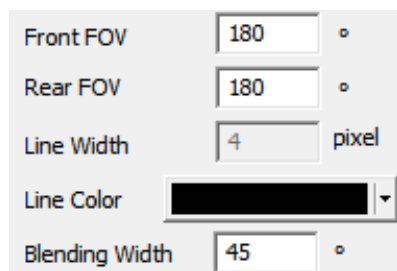 Front FOV 180 °
Rear FOV 180 °
Line Width 4 pixel
Line Color
Blending Width 45 °